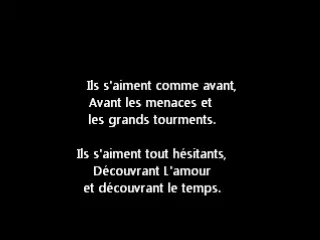 Ils s'aiment comme avant,
Avant les menaces et
les grands tourments.
Ils s'aiment tout hésitants,
Découvrant L'amour
et découvrant le temps.